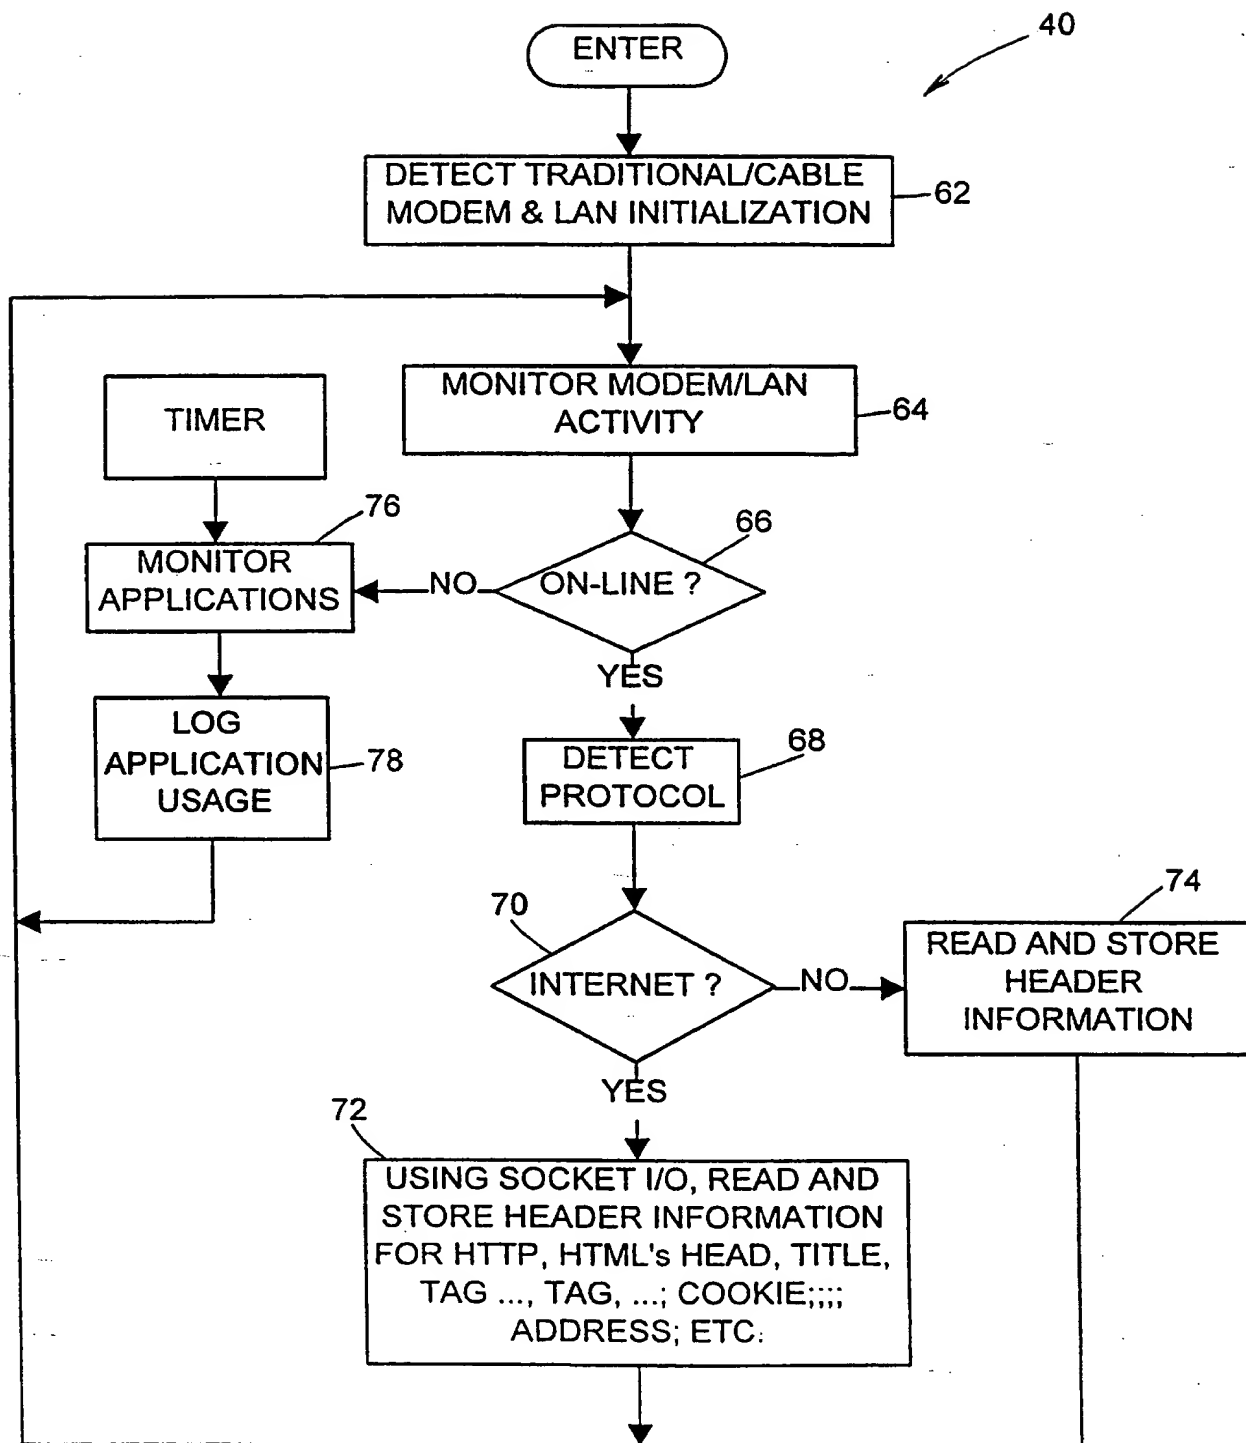 ENTER
40
DETECT TRADITIONAL/CABLE
MODEM & LAN INITIALIZATION
62
MONITOR MODEM/LAN
ACTIVITY
64
TIMER
76
MONITOR
APPLICATIONS
NO
ON-LINE ?
66
YES
LOG
APPLICATION
USAGE
78
DETECT
PROTOCOL
68
70
INTERNET ?
NO
74
READ AND STORE
HEADER
INFORMATION
YES
72
USING SOCKET I/O, READ AND
STORE HEADER INFORMATION
FOR HTTP, HTML's HEAD, TITLE,
TAG ..., TAG, ...; COOKIE;;;;
ADDRESS; ETC.